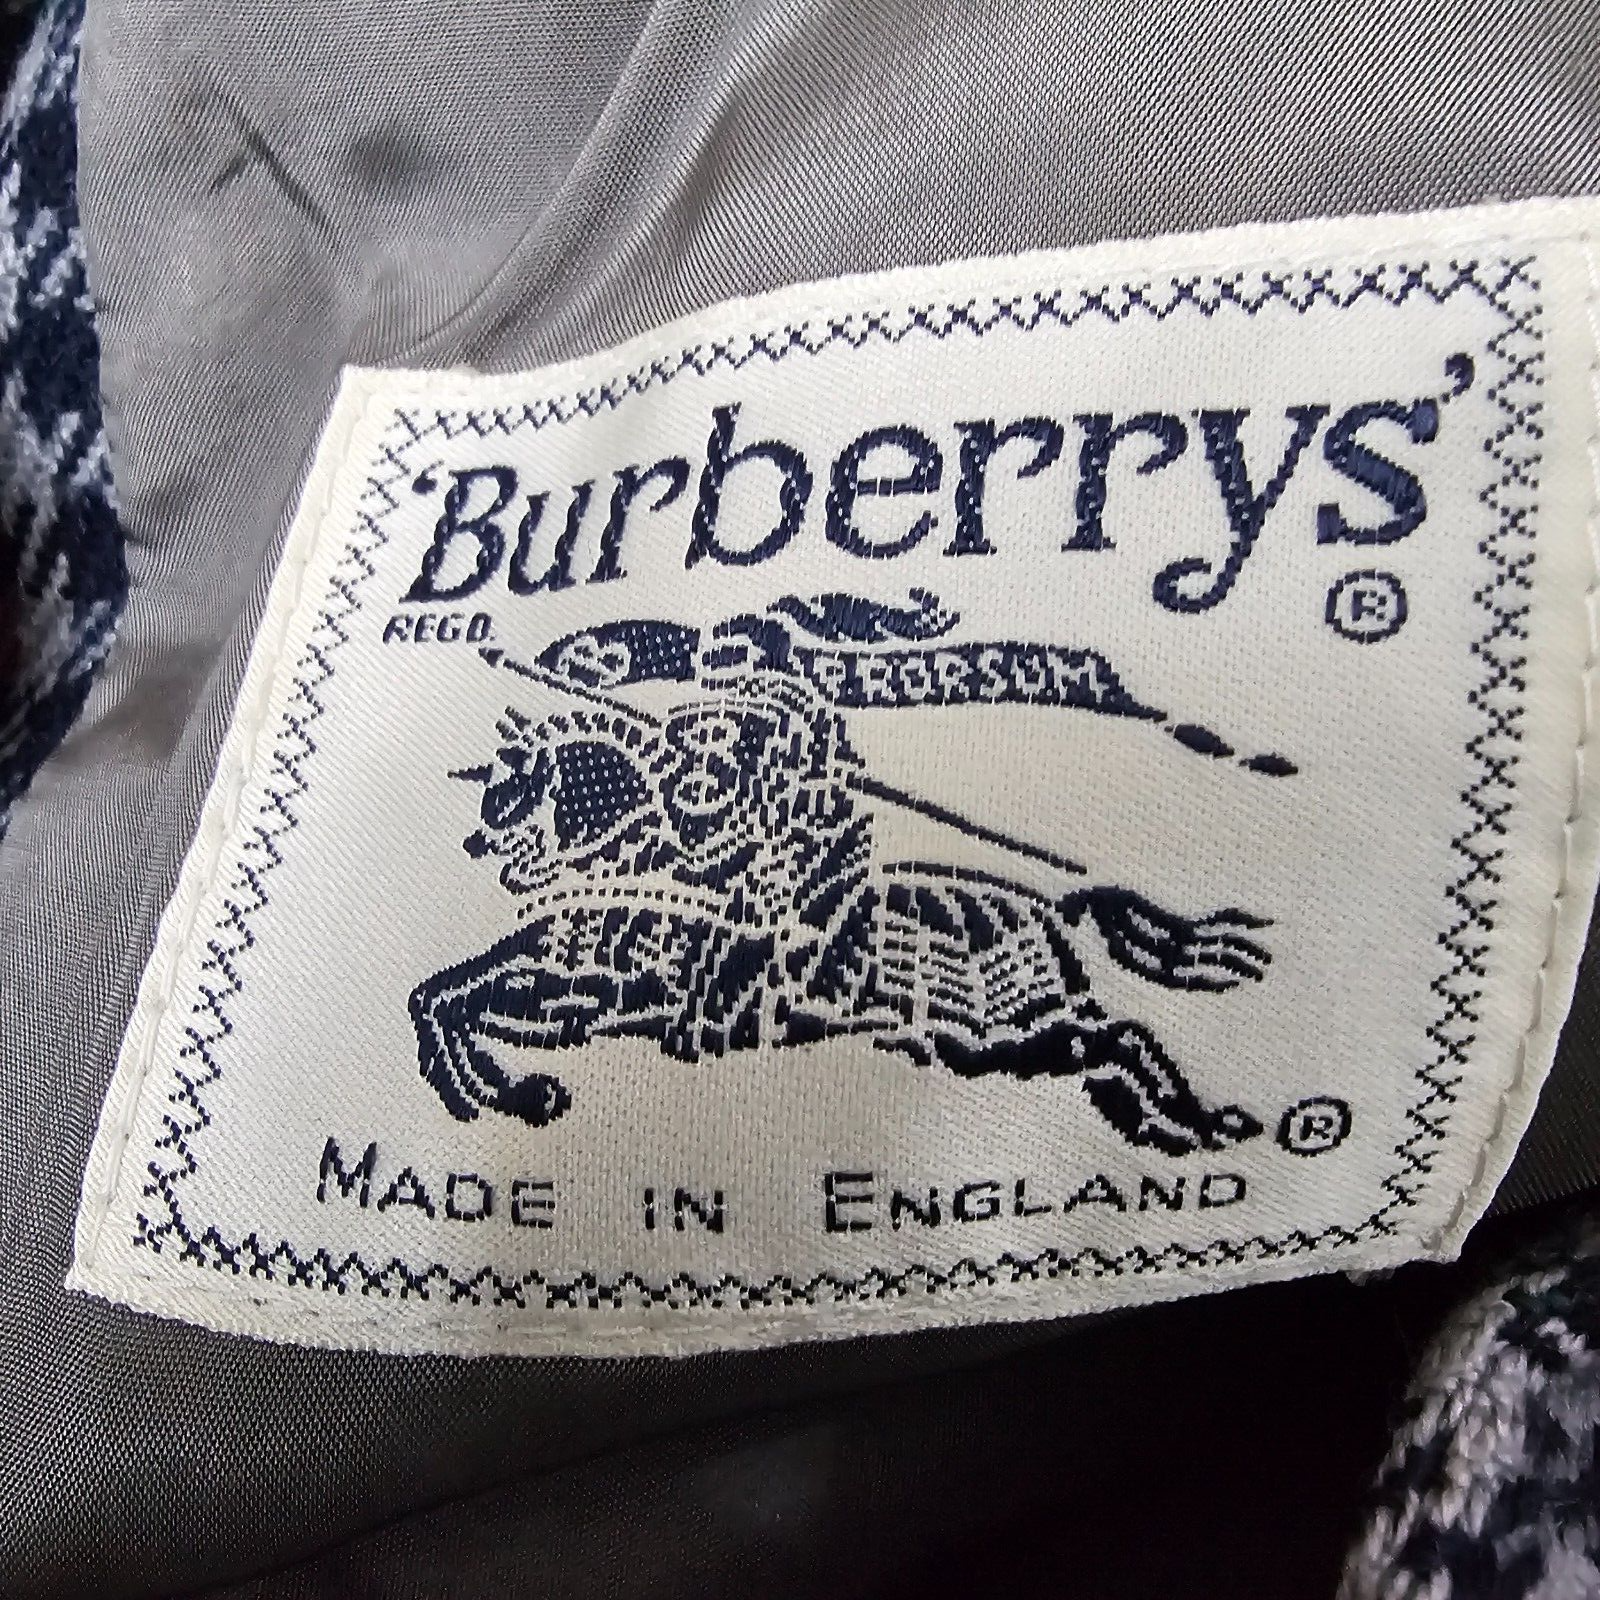 'Burberrys'
REGD. ®
PRORSUM
®
MADE IN ENGLAND